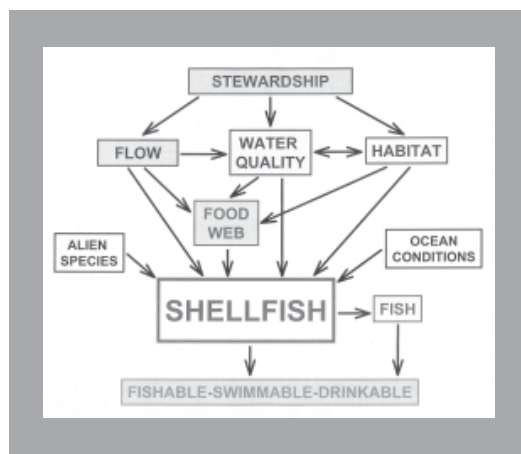 STEWARDSHIP
FLOW
WATER
QUALITY
HABITAT
FOOD
WEB
ALIEN
SPECIES
OCEAN
CONDITIONS
SHELLFISH
FISH
FISHABLE-SWIMMABLE-DRINKABLE